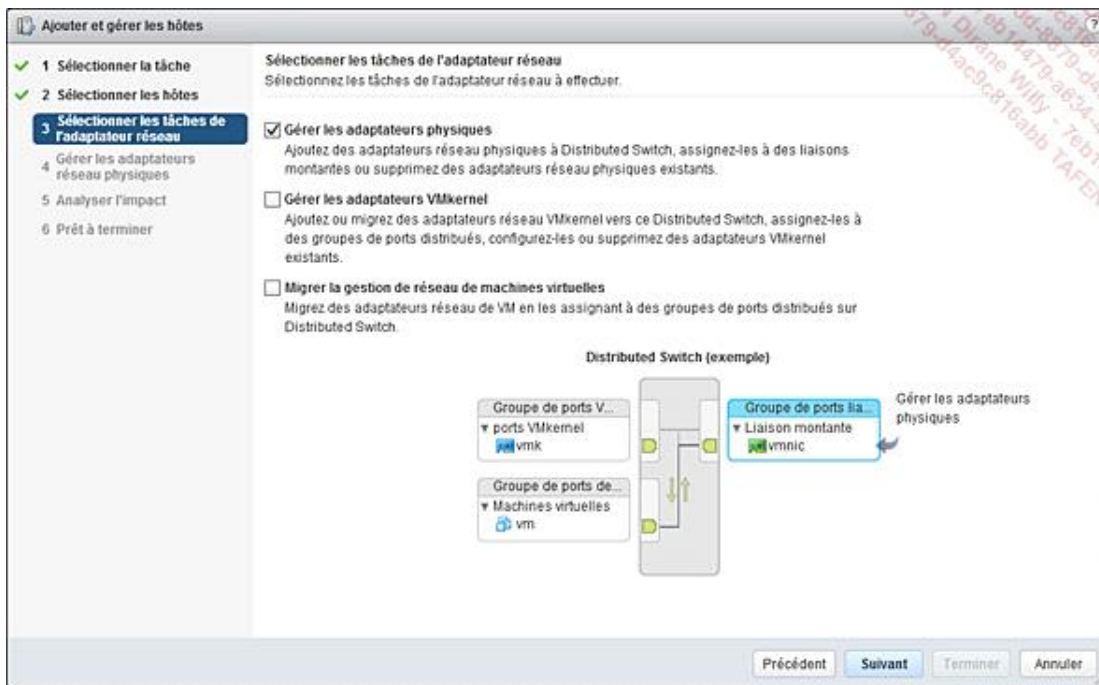 Ajouter et gérer les hôtes
?
1 Sélectionner la tâche
2 Sélectionner les hôtes
3 Sélectionner les tâches de
l'adaptateur réseau
4 Gérer les adaptateurs
réseau physiques
5 Analyser l'impact
6 Prêt à terminer
Sélectionner les tâches de l'adaptateur réseau
Sélectionnez les tâches de l'adaptateur réseau à effectuer.
Gérer les adaptateurs physiques
Ajoutez des adaptateurs réseau physiques à Distributed Switch, assignez-les à des liaisons
montantes ou supprimez des adaptateurs réseau physiques existants.
Gérer les adaptateurs VMkernel
Ajoutez ou migrez des adaptateurs réseau VMkernel vers ce Distributed Switch, assignez-les à
des groupes de ports distribués, configurez-les ou supprimez des adaptateurs VMkernel
existants.
Migrer la gestion de réseau de machines virtuelles
Migrez des adaptateurs réseau de VM en les assignant à des groupes de ports distribués sur
Distributed Switch.
Distributed Switch (exemple)
Groupe de ports V...
ports VMkernel
vmk
Groupe de ports de...
Machines virtuelles
vm
Groupe de ports lia...
Liaison montante
vmnic
Gérer les adaptateurs
physiques
Précédent
Suivant
Terminer
Annuler